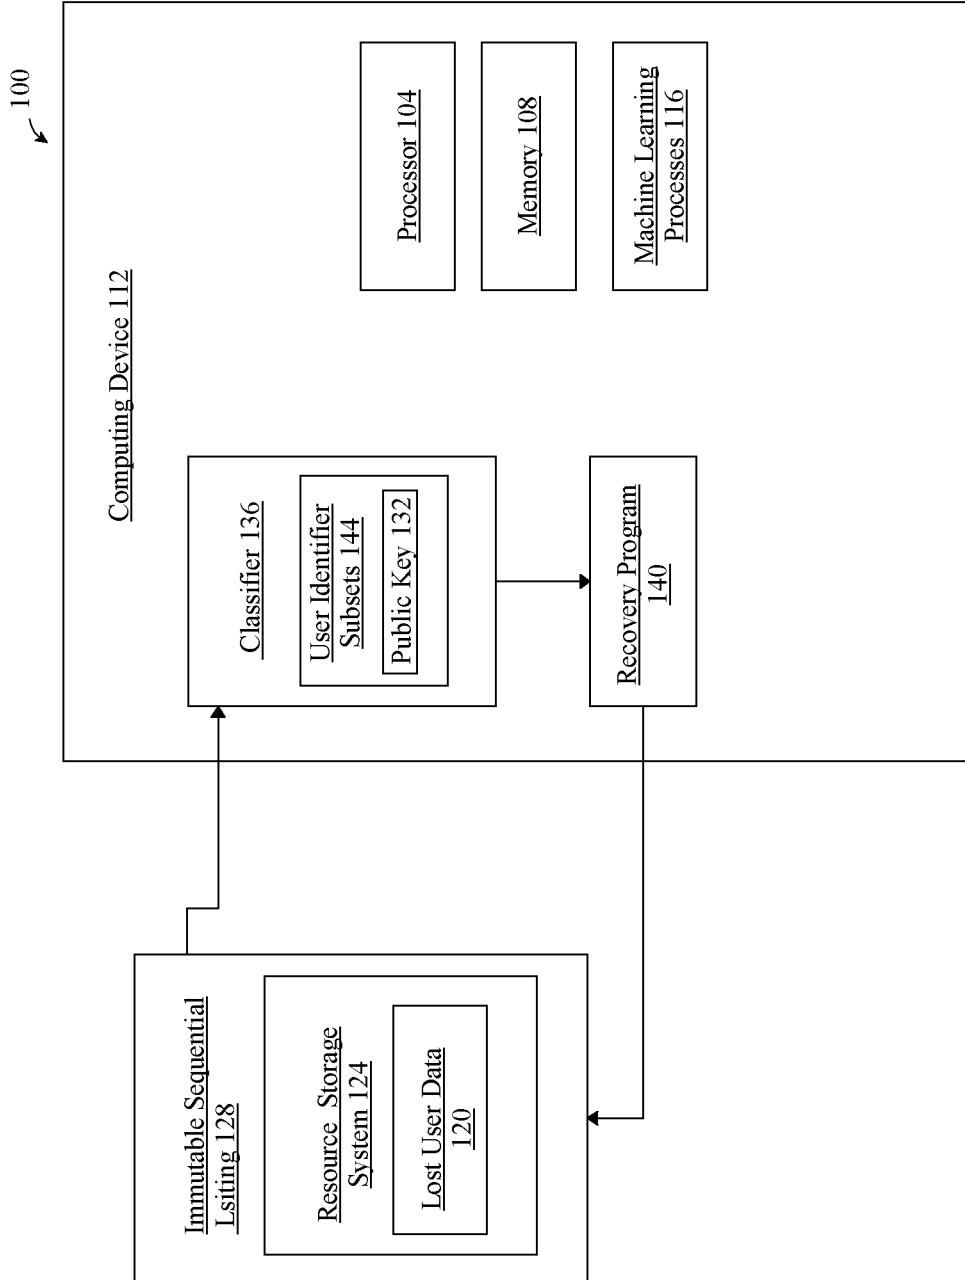 100
Computing Device 112
Immutable Sequential
Lsiting 128
Resource Storage
System 124
Lost User Data
120
Classifier 136
User Identifier
Subsets 144
Public Key 132
Recovery Program
140
Processor 104
Memory 108
Machine Learning
Processes 116